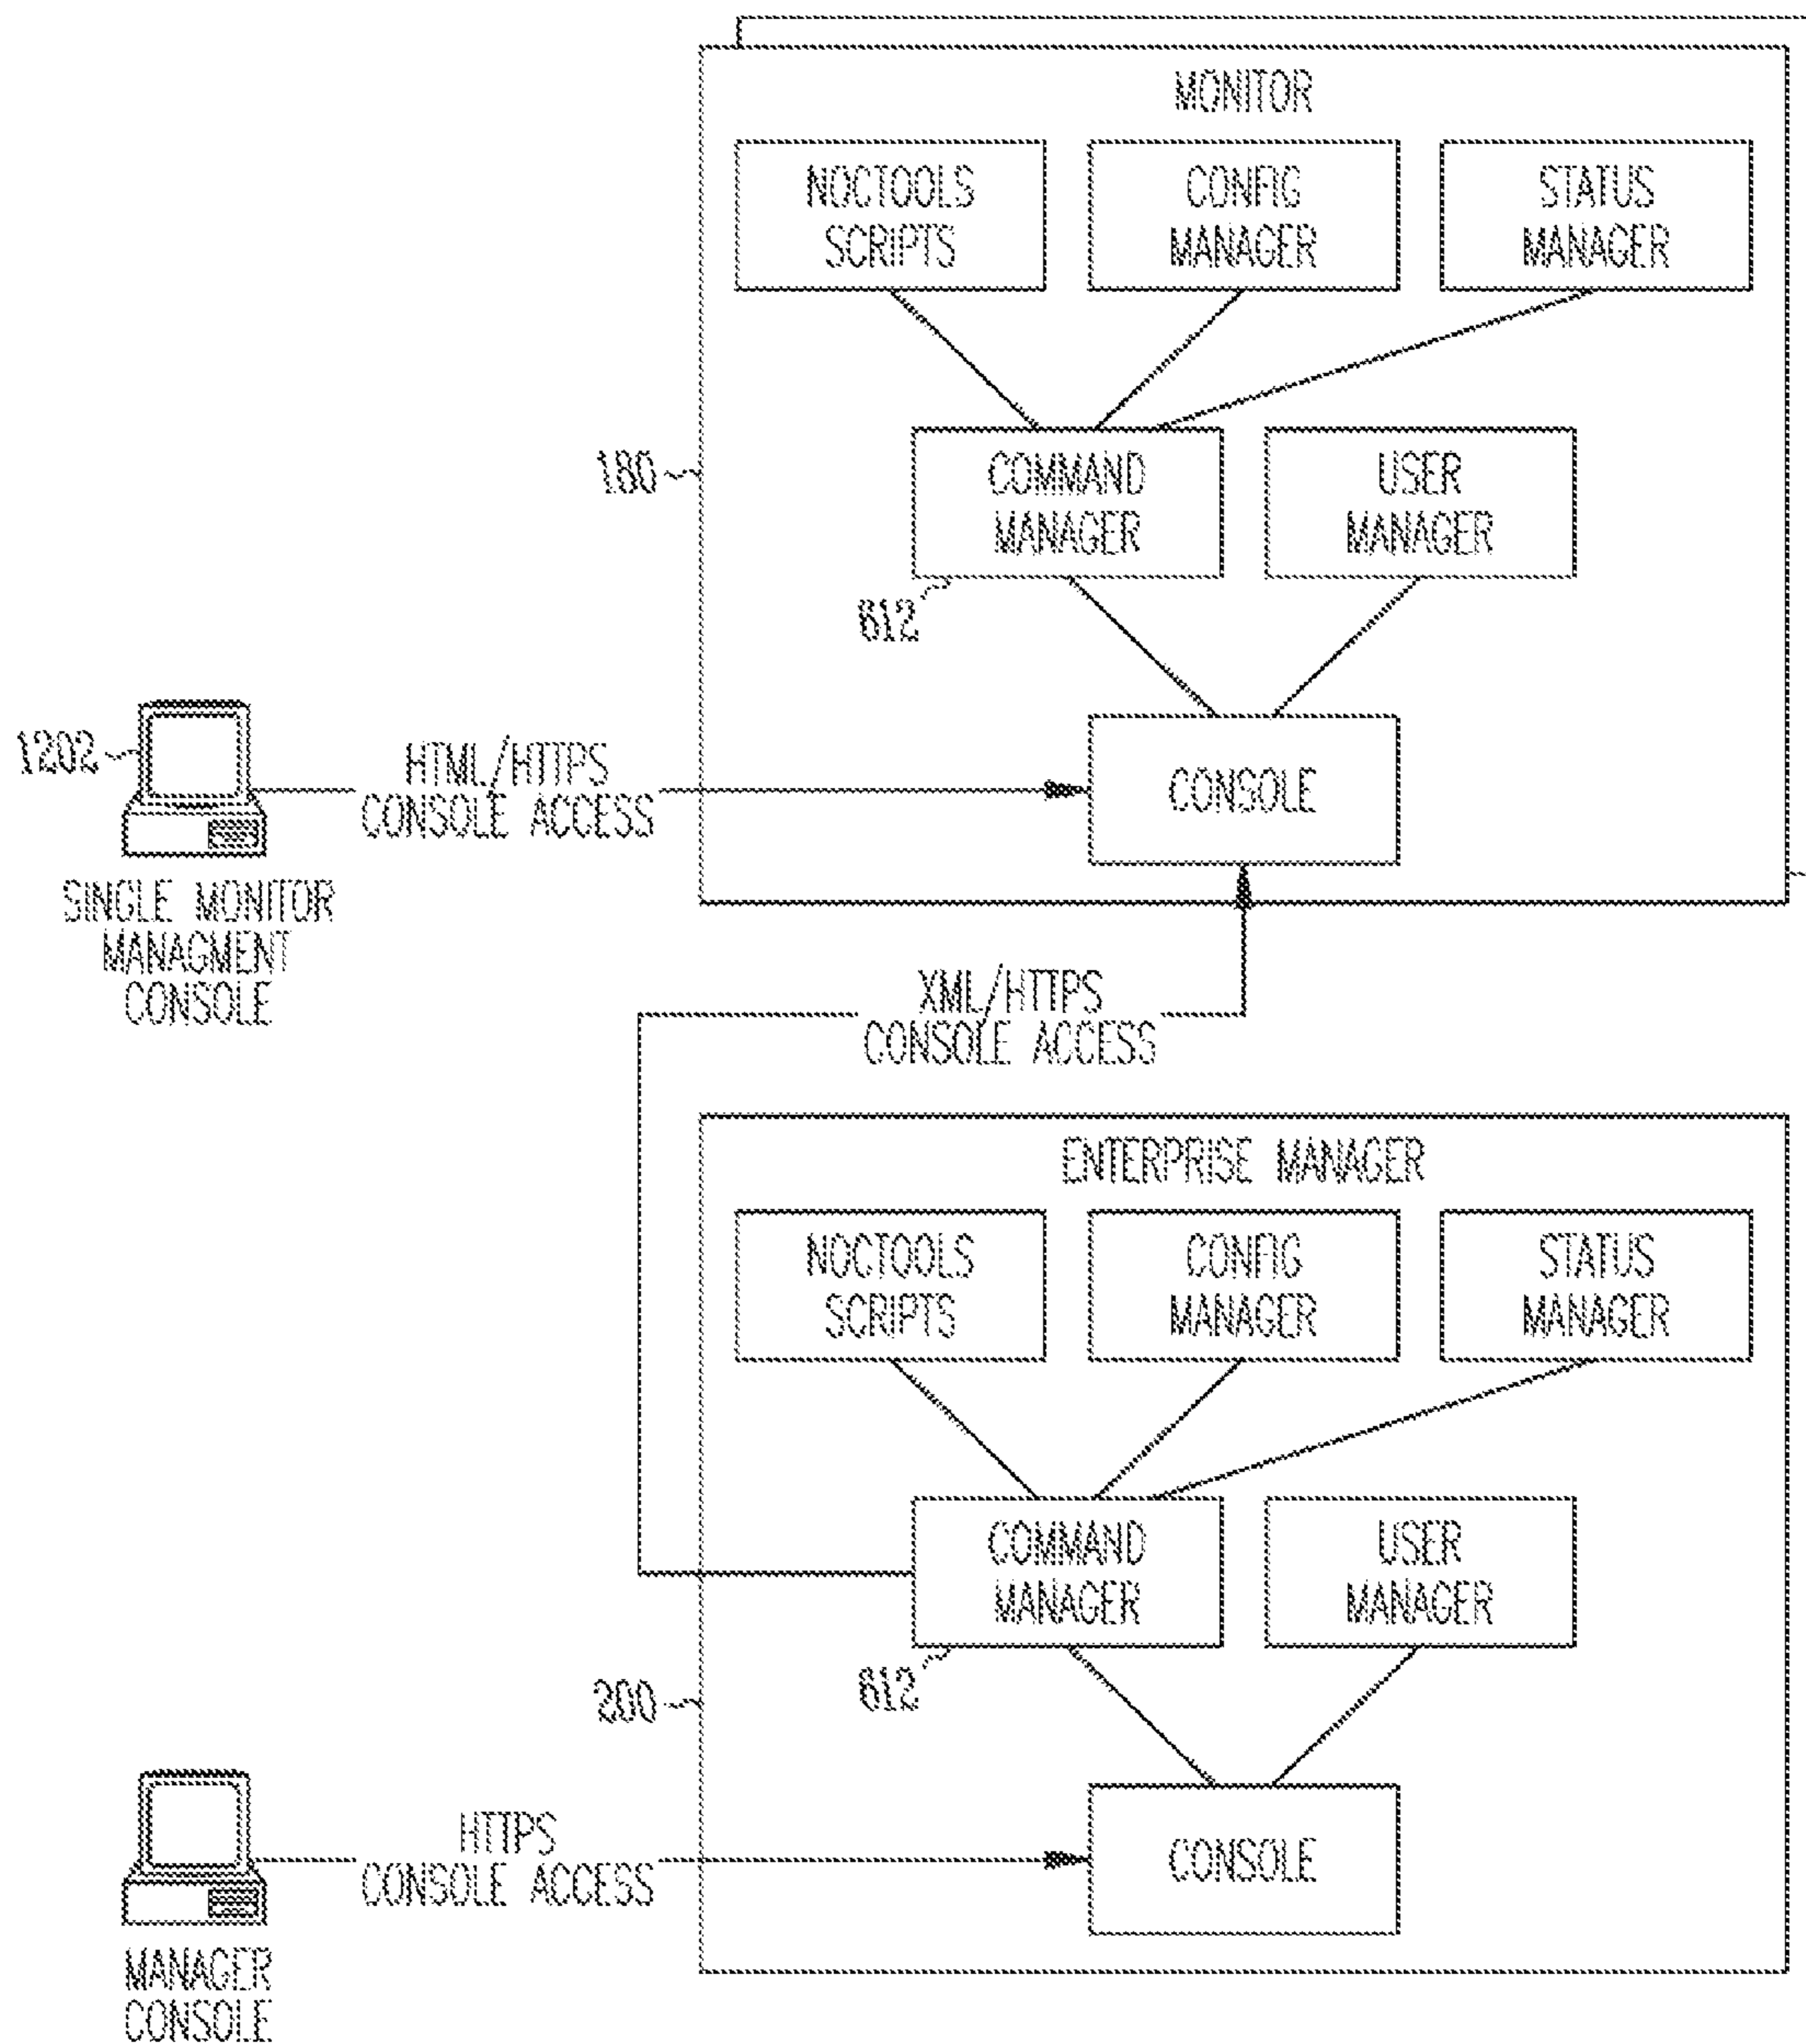 MONITOR
NOCTOOLS
SCRIPTS
CONFIG
MANAGER
STATUS
MANAGER
180
COMMAND
MANAGER
USER
MANAGER
612
1202
HTML/HTTPS
CONSOLE ACCESS
CONSOLE
SINGLE MONITOR
MANAGMENT
CONSOLE
XML/HTTPS
CONSOLE ACCESS
ENTERPRISE MANAGER
NOCTOOLS
SCRIPTS
CONFIG
MANAGER
STATUS
MANAGER
COMMAND
MANAGER
USER
MANAGER
612
200
HTTPS
CONSOLE ACCESS
CONSOLE
MANAGER
CONSOLE